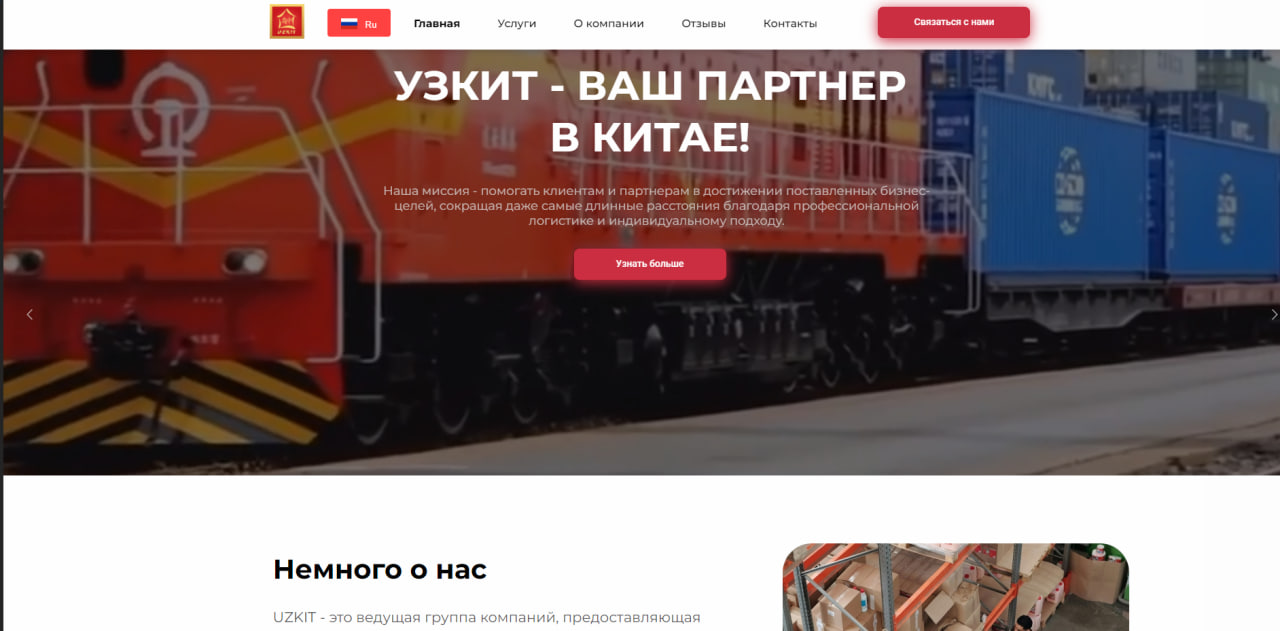 UZKIT
Ru
Главная
Услуги
О компании
Отзывы
Контакты
Связаться с нами
УЗКИТ - ВАШ ПАРТНЕР
В КИТАЕ!
Наша миссия - помогать клиентам и партнерам в достижении поставленных бизнес-
целей, сокращая даже самые длинные расстояния благодаря профессиональной
логистике и индивидуальному подходу.
Узнать больше
Немного о нас
UZKIT - это ведущая группа компаний, предоставляющая